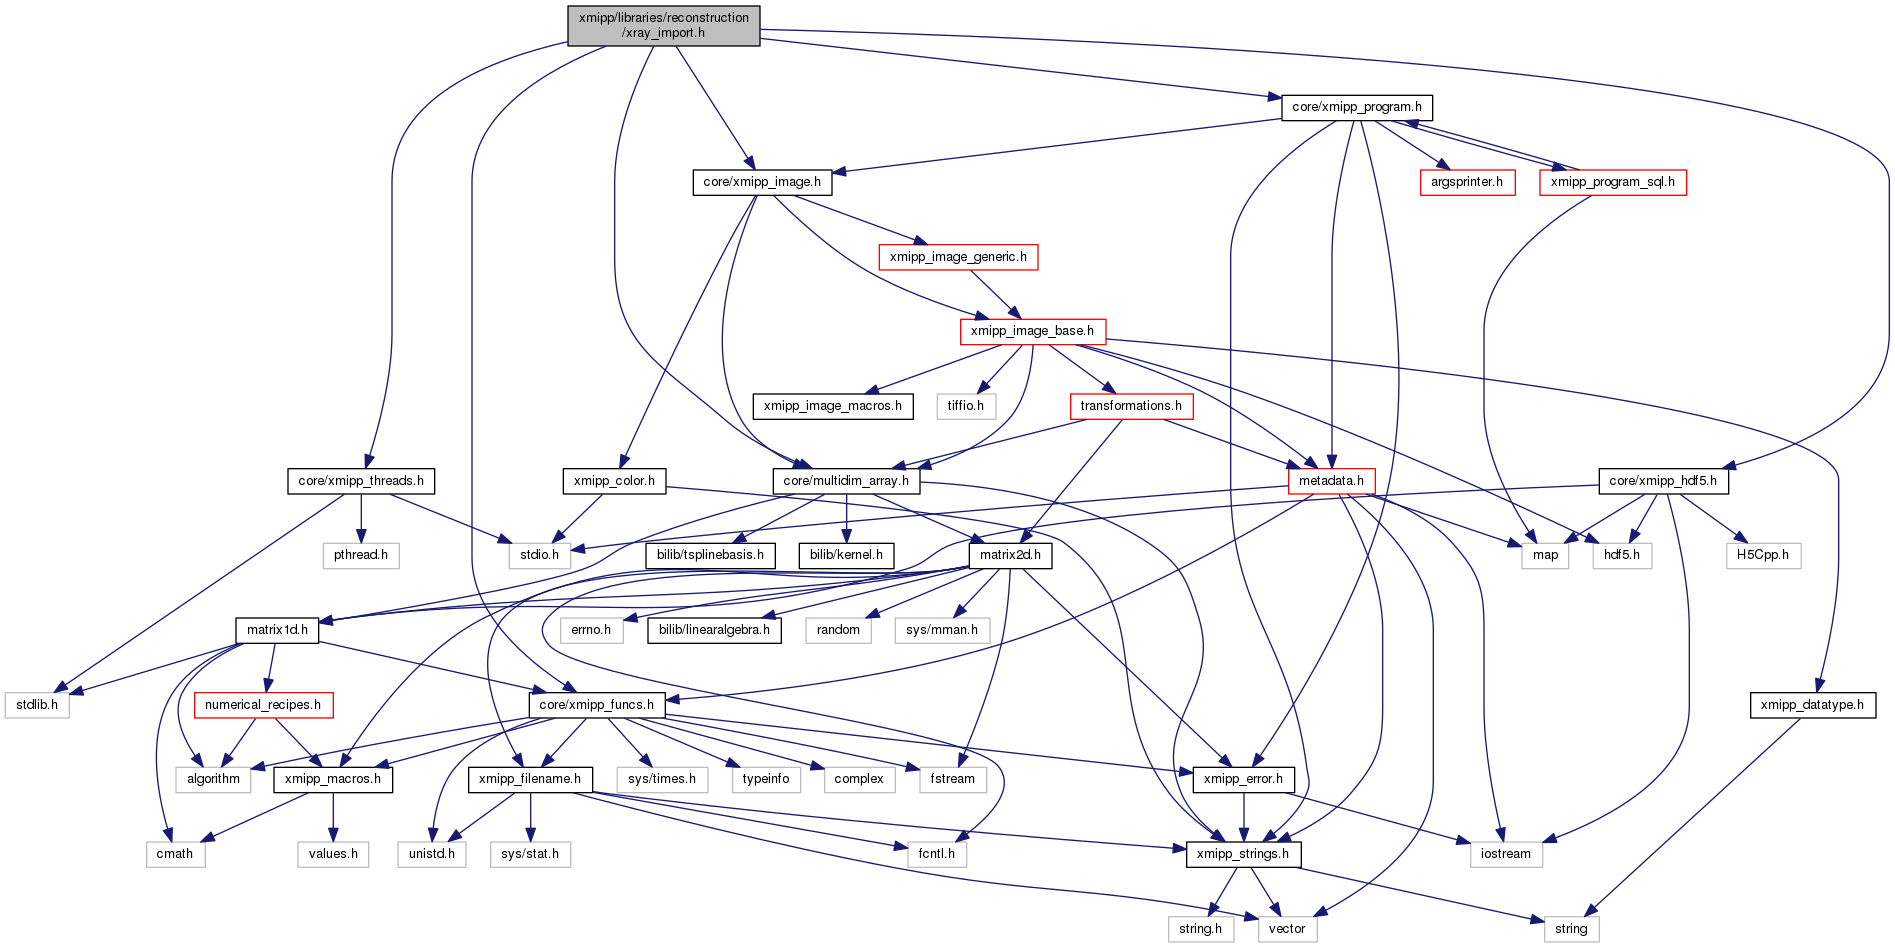 xmipp/libraries/reconstruction
/xray_import.h
core/xmipp_program.h
core/xmipp_image.h
argsprinter.h
xmipp_program_sql.h
xmipp_image_generic.h
xmipp_image_base.h
xmipp_image_macros.h
tiffio.h
transformations.h
core/xmipp_threads.h
xmipp_color.h
core/multidim_array.h
metadata.h
core/xmipp_hdf5.h
pthread.h
stdio.h
bilib/tsplinebasis.h
bilib/kernel.h
matrix2d.h
map
hdf5.h
H5Cpp.h
matrix1d.h
errno.h
bilib/linearalgebra.h
random
sys/mman.h
stdlib.h
numerical_recipes.h
core/xmipp_funcs.h
xmipp_datatype.h
algorithm
xmipp_macros.h
xmipp_filename.h
sys/times.h
typeinfo
complex
fstream
xmipp_error.h
cmath
values.h
unistd.h
sys/stat.h
fcntl.h
xmipp_strings.h
iostream
string.h
vector
string